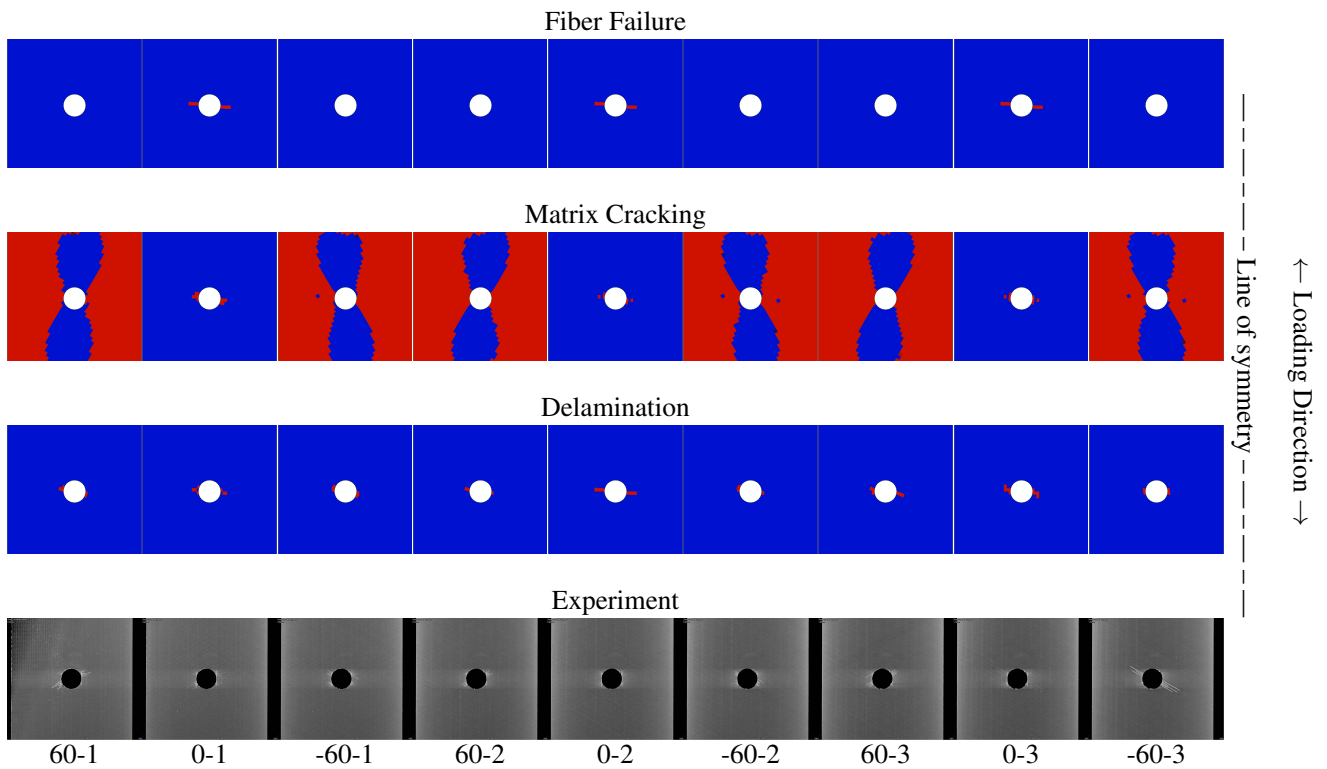 Fiber Failure
Matrix Cracking
Delamination
Experiment
60-1 0-1 -60-1 60-2 0-2 -60-2 60-3 0-3 -60-3
Line of symmetry
← Loading Direction →